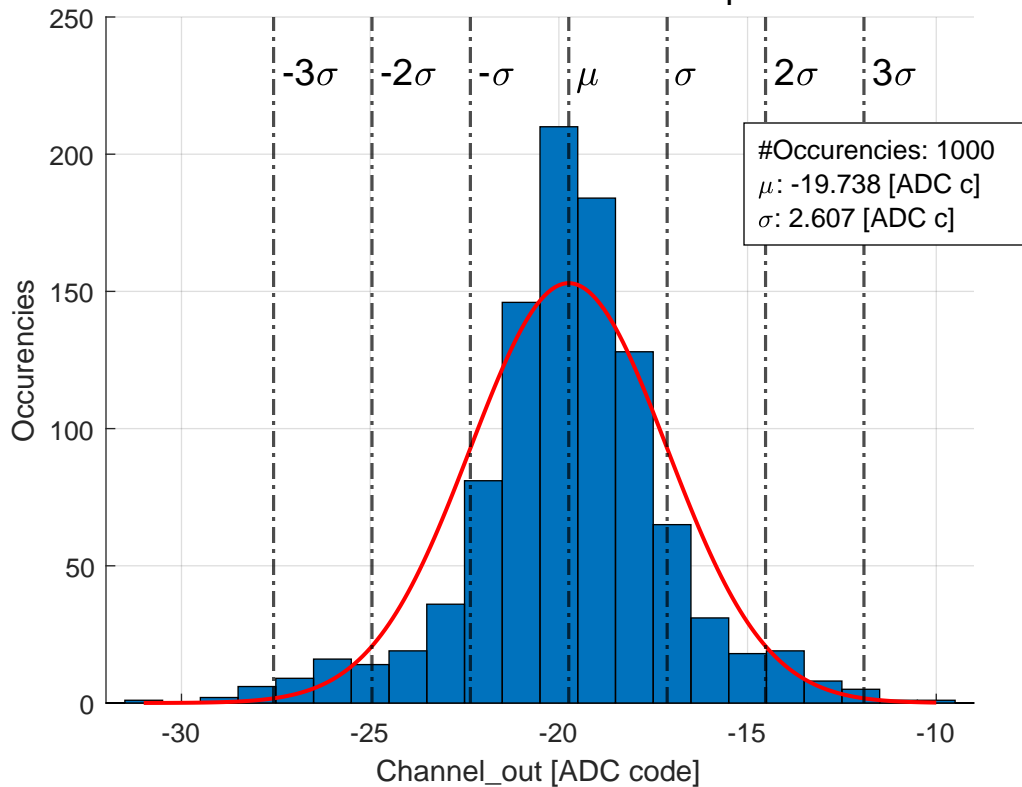 250
-3σ
-2σ
-σ
μ
σ
2σ
3σ
#Occurencies: 1000
μ: -19.738 [ADC c]
σ: 2.607 [ADC c]
200
150
100
50
0
Occurencies
-30
-25
-20
-15
-10
Channel_out [ADC code]